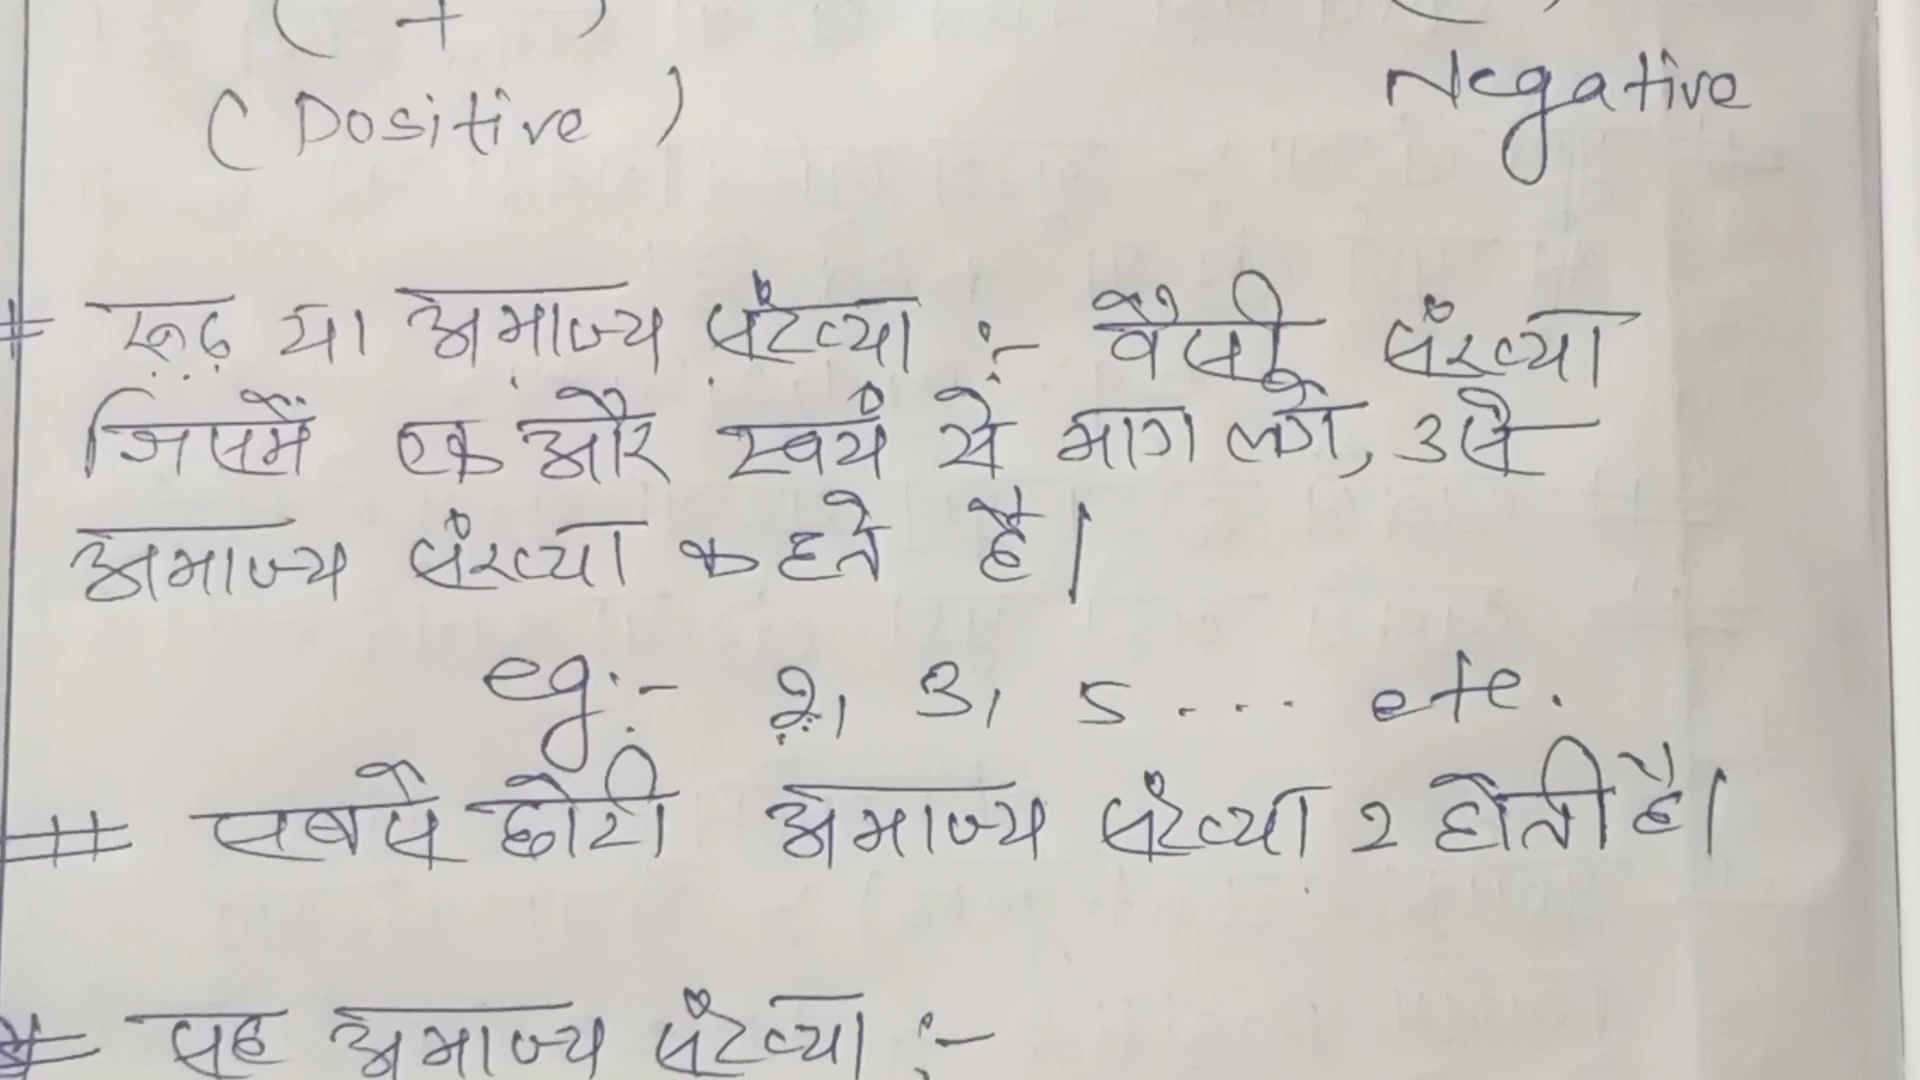 ( + )
(Positive) Negative
# रूढ़ या अभाज्य संख्या :- वैसी संख्या
जिसमें एक और स्वयं से भाग लगे, उसे
अभाज्य संख्या कहते है।
eg:- 2, 3, 5 .... etc.
# सबसे छोटी अभाज्य संख्या 2 होती है।
# सह अभाज्य संख्या :-